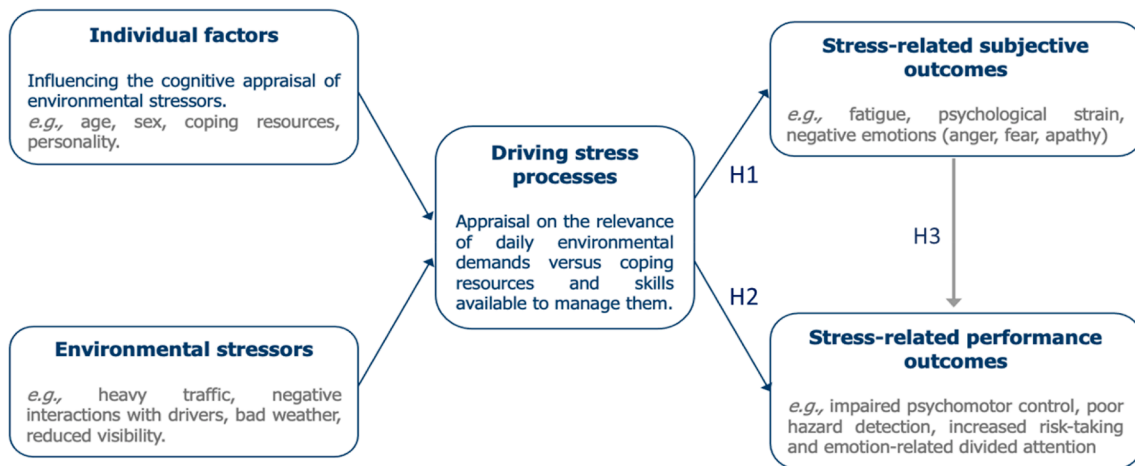 Individual factors
Influencing the cognitive appraisal of
environmental stressors.
e.g., age, sex, coping resources,
personality.
Environmental stressors
e.g., heavy traffic, negative
interactions with drivers, bad weather,
reduced visibility.
Driving stress
processes
Appraisal on the relevance
of daily environmental
demands versus coping
resources and skills
available to manage them.
H1
H2
Stress-related subjective
outcomes
e.g., fatigue, psychological strain,
negative emotions (anger, fear, apathy)
H3
Stress-related performance
outcomes
e.g., impaired psychomotor control, poor
hazard detection, increased risk-taking
and emotion-related divided attention